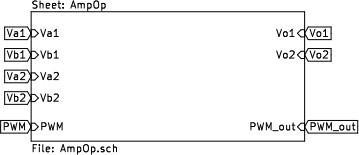 Sheet: AmpOp
Va1 Va1 Vo1 Vo1
Vb1 Vb1 Vo2 Vo2
Va2 Va2
Vb2 Vb2
PWM PWM PWM_out PWM_out
File: AmpOp.sch